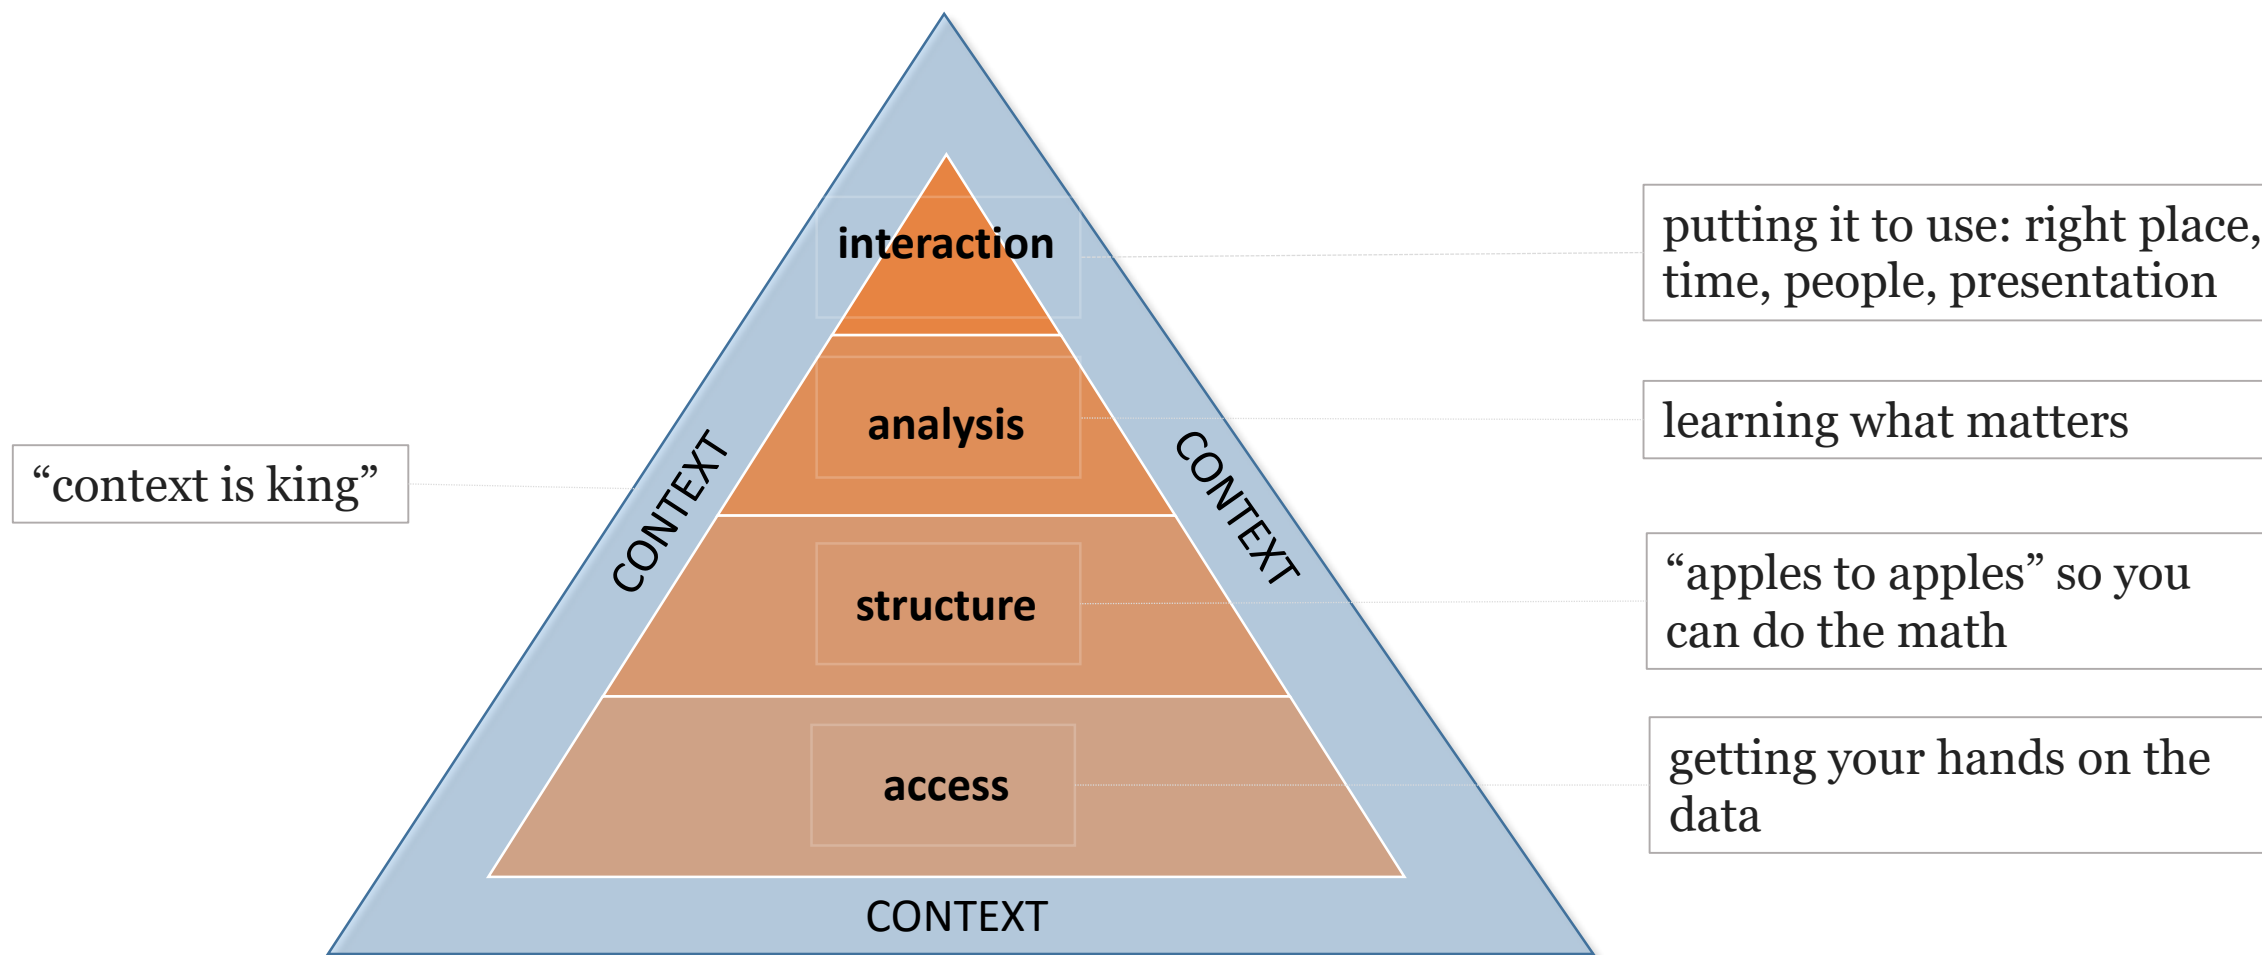 interaction
putting it to use: right place,
time, people, presentation
analysis
learning what matters
“context is king”
CONTEXT
CONTEXT
structure
“apples to apples” so you
can do the math
access
getting your hands on the
data
CONTEXT